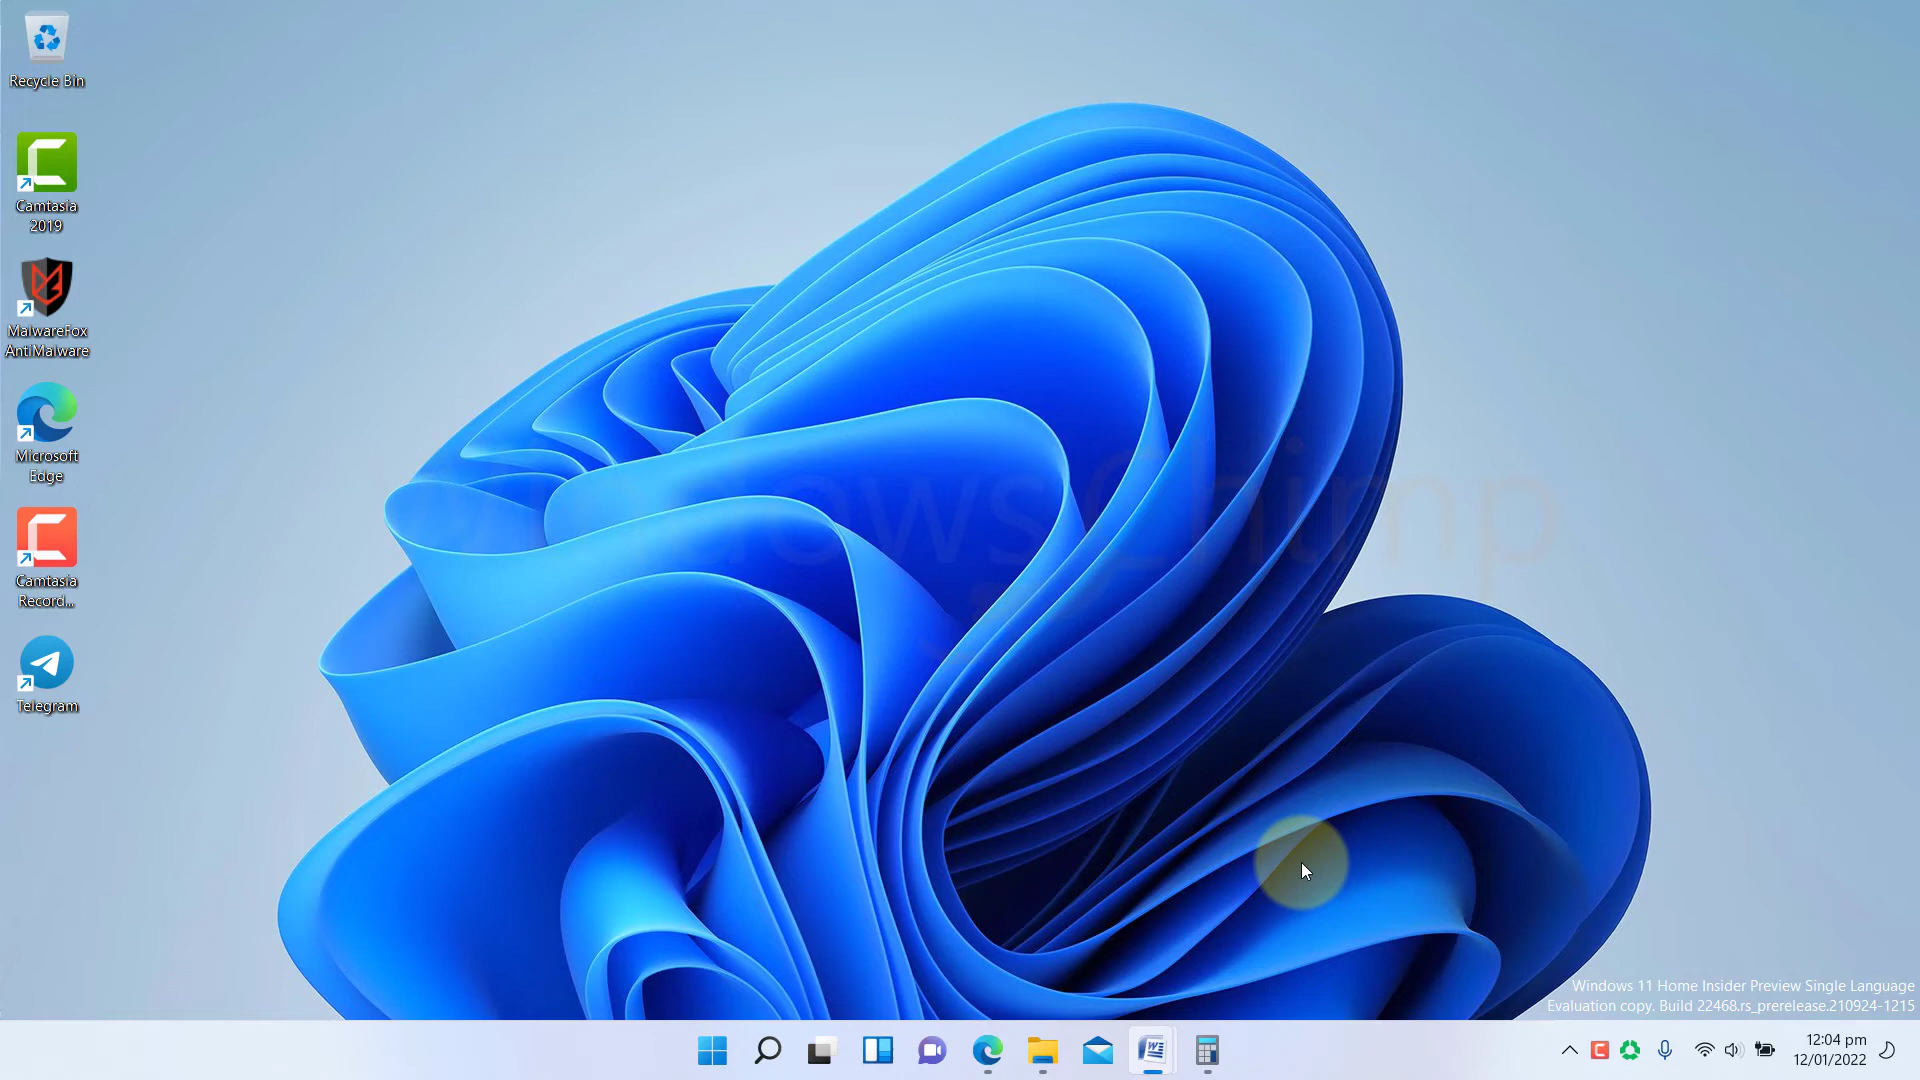 Recycle Bin
Camtasia
2019
MalwareFox
AntiMalware
Microsoft
Edge
Camtasia
Record...
Telegram
WindowsChimp
Windows 11 Home Insider Preview Single Language
Evaluation copy. Build 22468.rs_prerelease.210924-1215
12:04 pm
12/01/2022